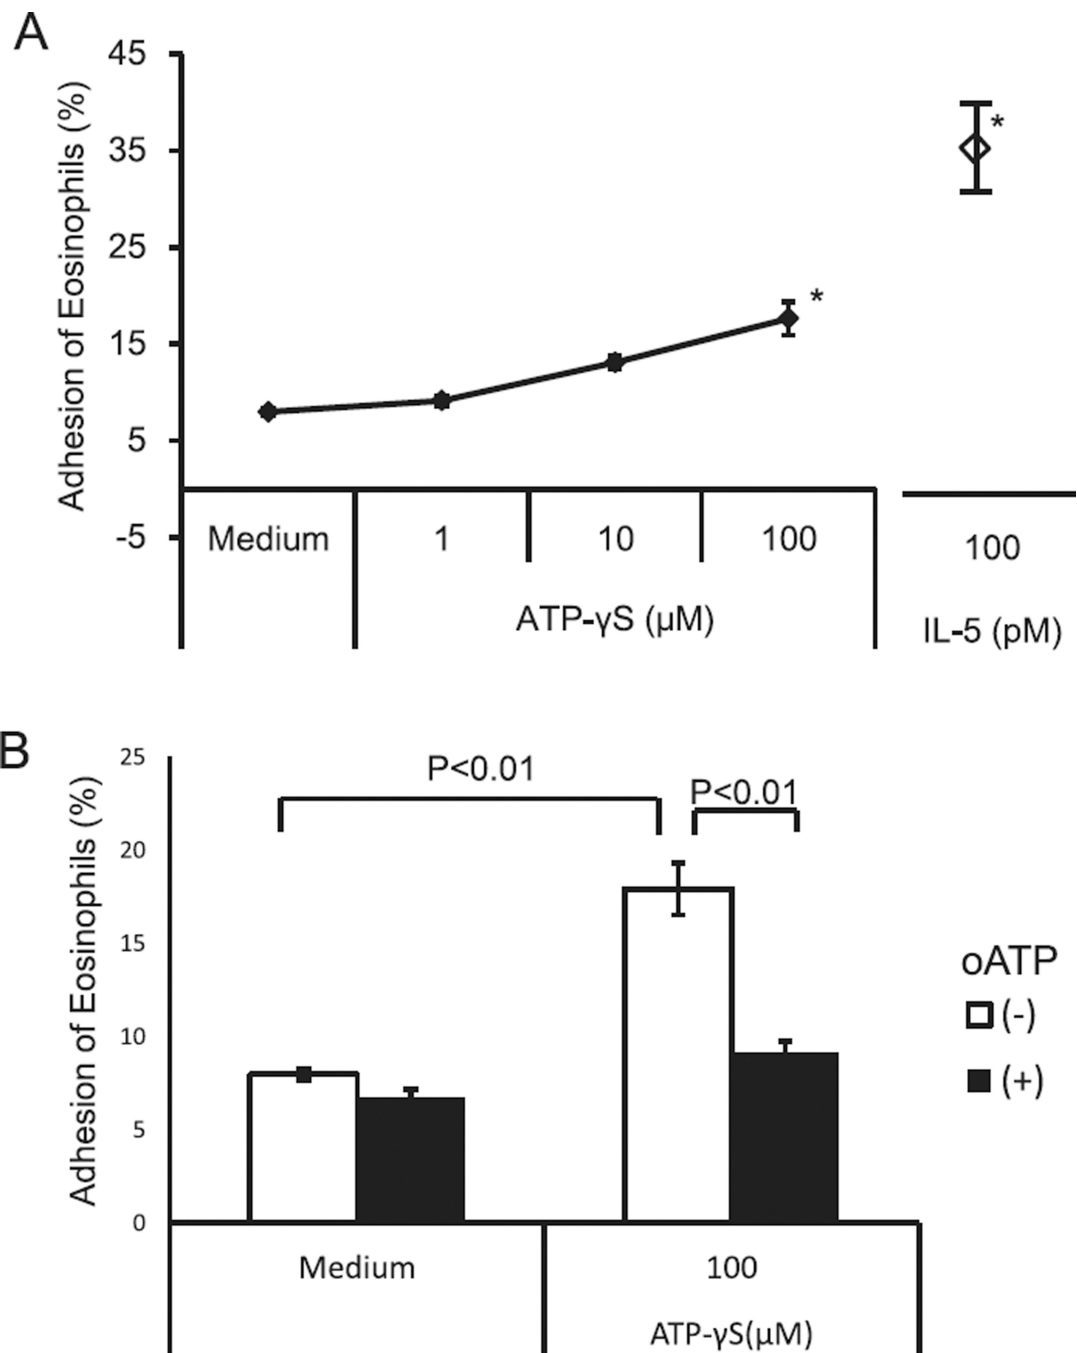 A
Adhesion of Eosinophils (%)
45
35
25
15
5
-5
*
*
Medium
1
10
100
100
ATP-γS (μM)
IL-5 (pM)
B
Adhesion of Eosinophils (%)
25
20
15
10
5
0
P<0.01
P<0.01
oATP
(-)
(+)
Medium
100
ATP-γS(μM)